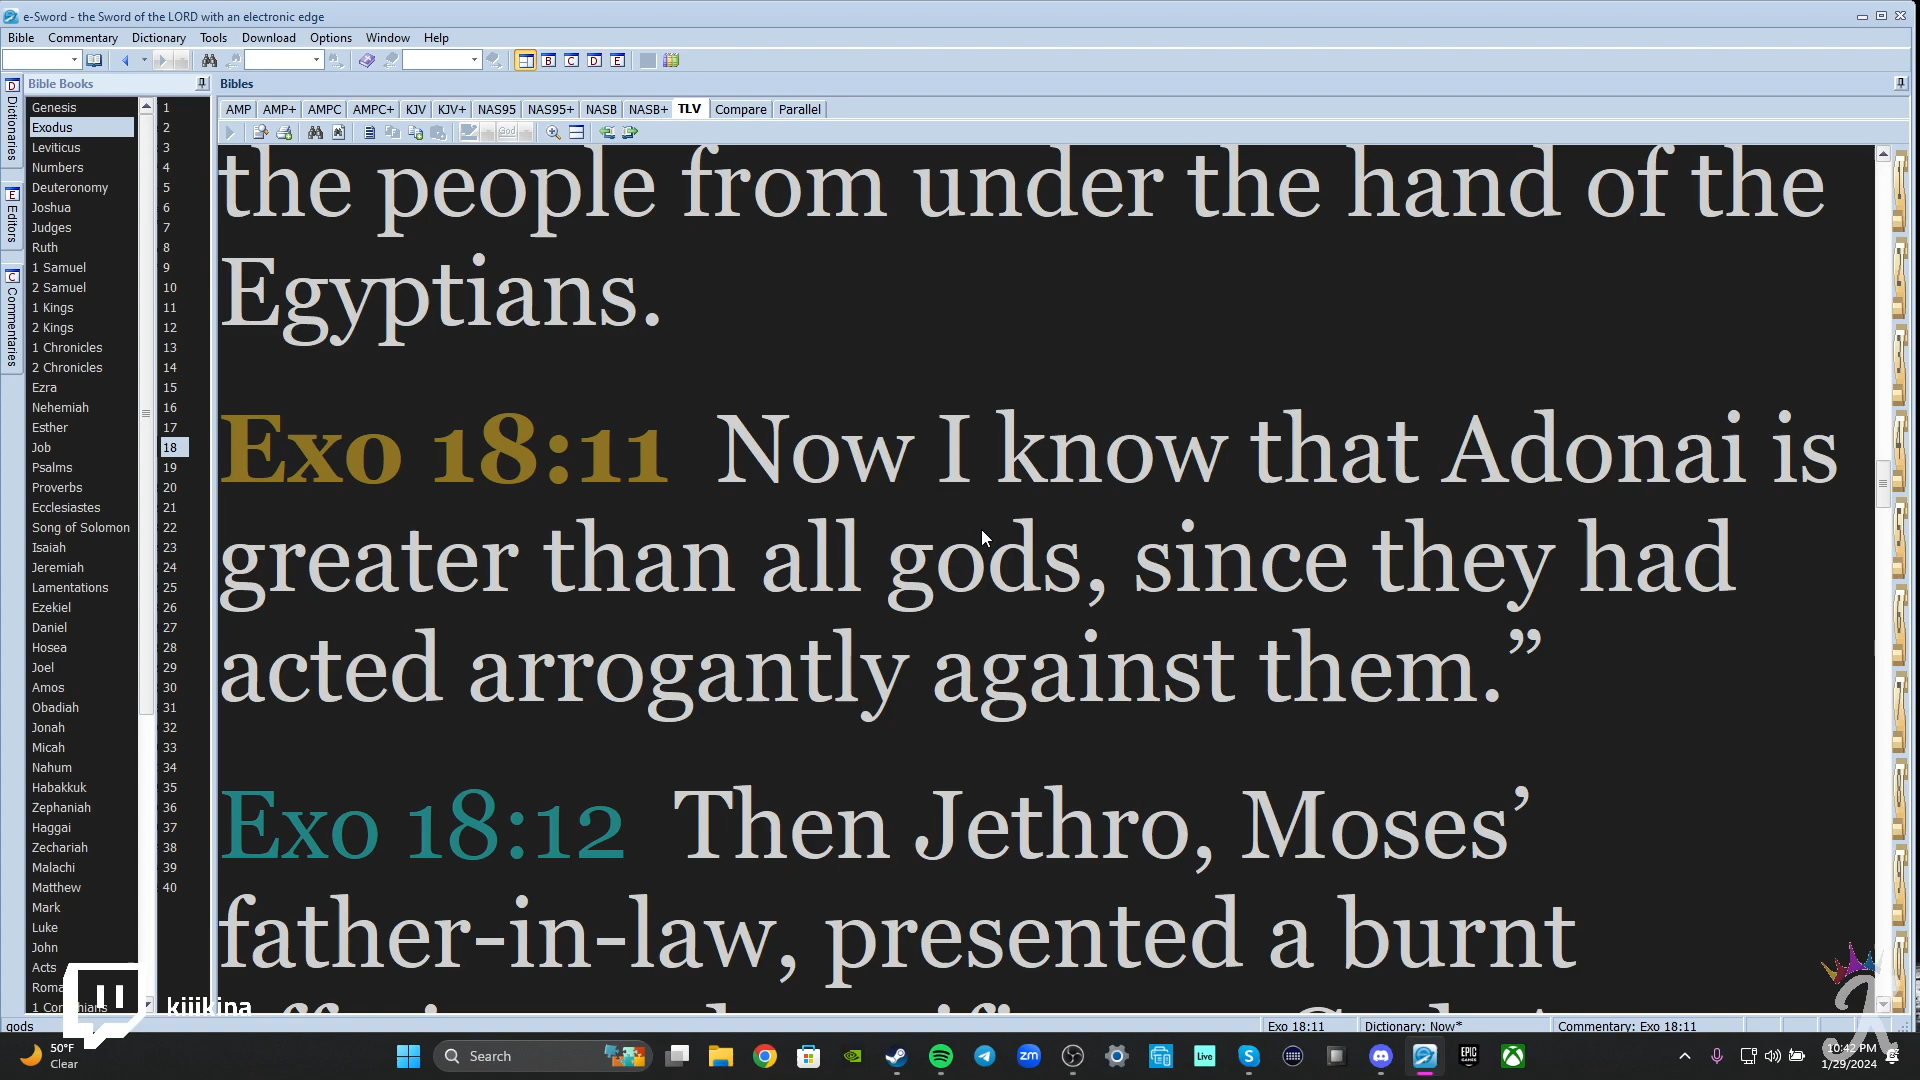 e-Sword - the Sword of the LORD with an electronic edge
Bible Commentary Dictionary Tools Download Options Window Help
B C D E
D Dictionaries
E Editors
C Commentaries
Bible Books
Genesis
Exodus
Leviticus
Numbers
Deuteronomy
Joshua
Judges
Ruth
1 Samuel
2 Samuel
1 Kings
2 Kings
1 Chronicles
2 Chronicles
Ezra
Nehemiah
Esther
Job
Psalms
Proverbs
Ecclesiastes
Song of Solomon
Isaiah
Jeremiah
Lamentations
Ezekiel
Daniel
Hosea
Joel
Amos
Obadiah
Jonah
Micah
Nahum
Habakkuk
Zephaniah
Haggai
Zechariah
Malachi
Matthew
Mark
Luke
John
Acts
1
2
3
4
5
6
7
8
9
10
11
12
13
14
15
16
17
18
19
20
21
22
23
24
25
26
27
28
29
30
31
32
33
34
35
36
37
38
39
40
Bibles
AMP AMP+ AMPC AMPC+ KJV KJV+ NAS95 NAS95+ NASB NASB+ TLV Compare Parallel
God
the people from under the hand of the
Egyptians.
Exo 18:11 Now I know that Adonai is
greater than all gods, since they had
acted arrogantly against them.”
Exo 18:12 Then Jethro, Moses’
father-in-law, presented a burnt
kijikina
gods
Exo 18:11
Dictionary: Now*
Commentary: Exo 18:11
50°F
Clear
Search
zm
Live
EPIC GAMES
10:42 PM
1/29/2024